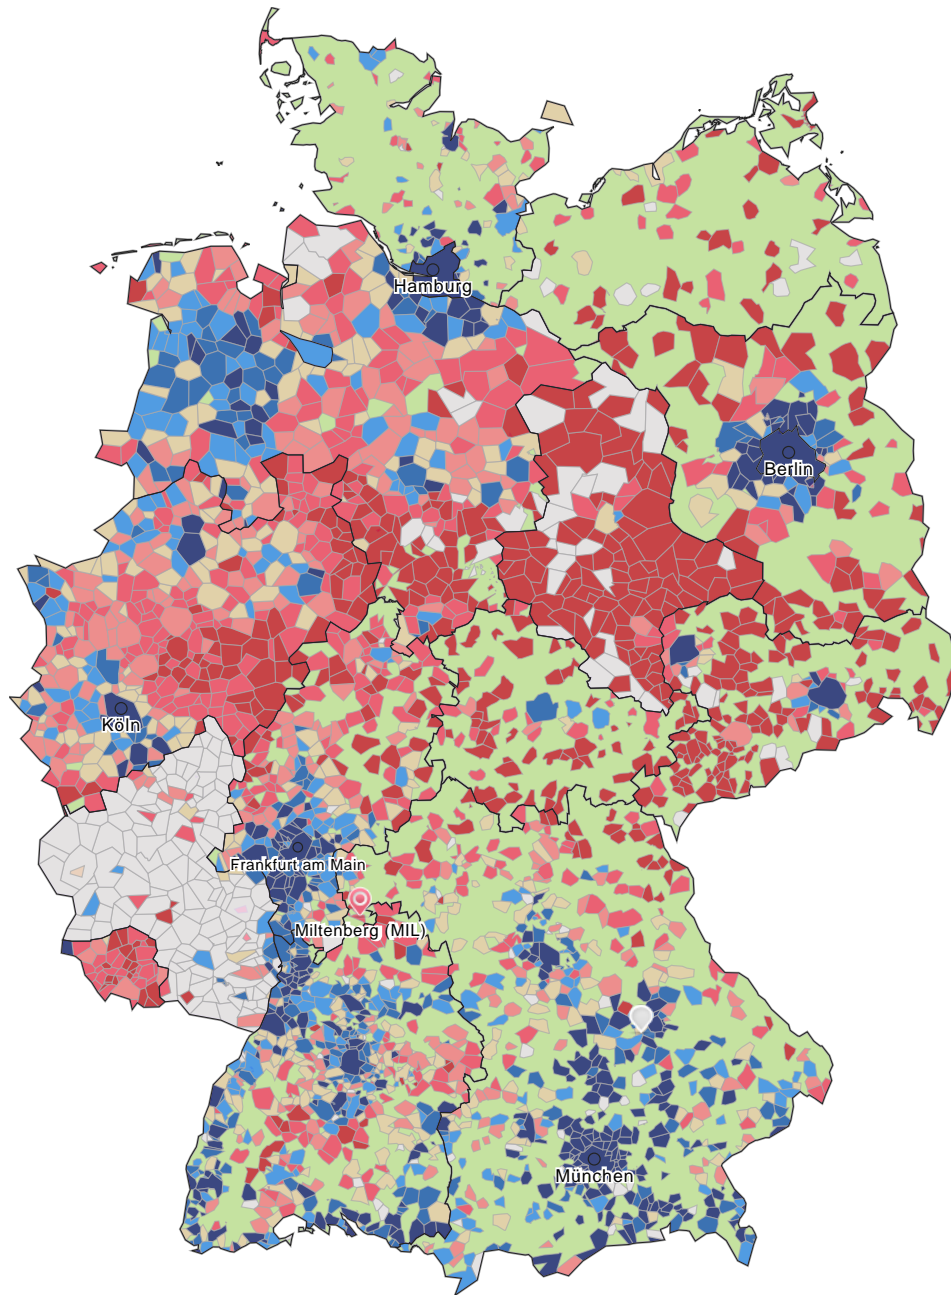 Hamburg
Berlin
Köln
Frankfurt am Main
Miltenberg (MIL)
München